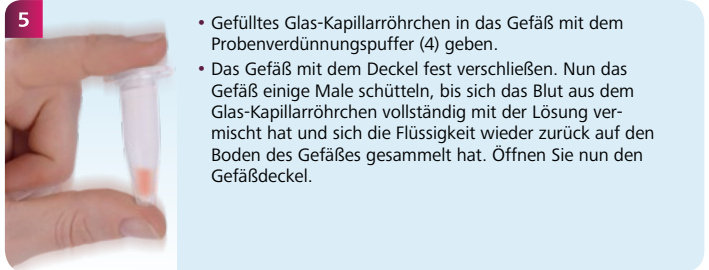 5
• Gefülltes Glas-Kapillarröhrchen in das Gefäß mit dem
Probenverdünnungspuffer (4) geben.
• Das Gefäß mit dem Deckel fest verschließen. Nun das
Gefäß einige Male schütteln, bis sich das Blut aus dem
Glas-Kapillarröhrchen vollständig mit der Lösung ver-
mischt hat und sich die Flüssigkeit wieder zurück auf den
Boden des Gefäßes gesammelt hat. Öffnen Sie nun den
Gefäßdeckel.